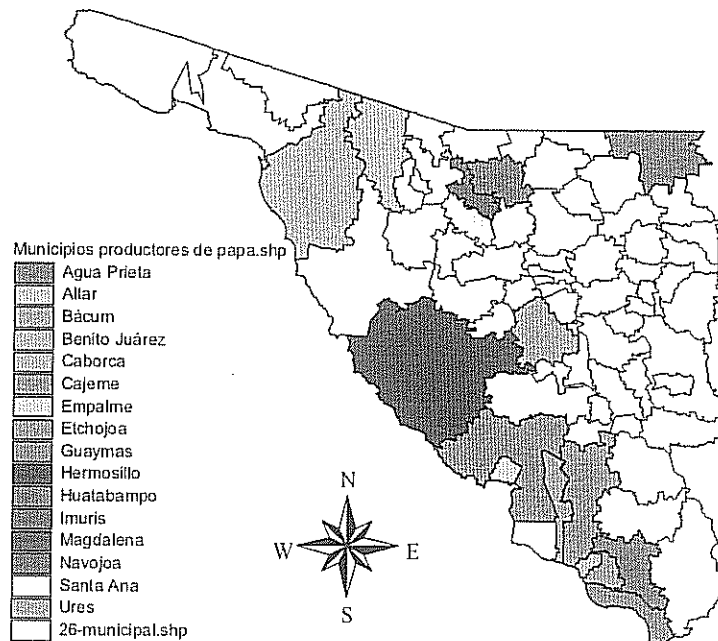 Municipios productores de papa.shp
Agua Prieta
Altar
Bácum
Benito Juárez
Caborca
Cajeme
Empalme
Etchojoa
Guaymas
Hermosillo
Huatabampo
Imuris
Magdalena
Navojoa
Santa Ana
Ures
26-municipal.shp
N
W E
S